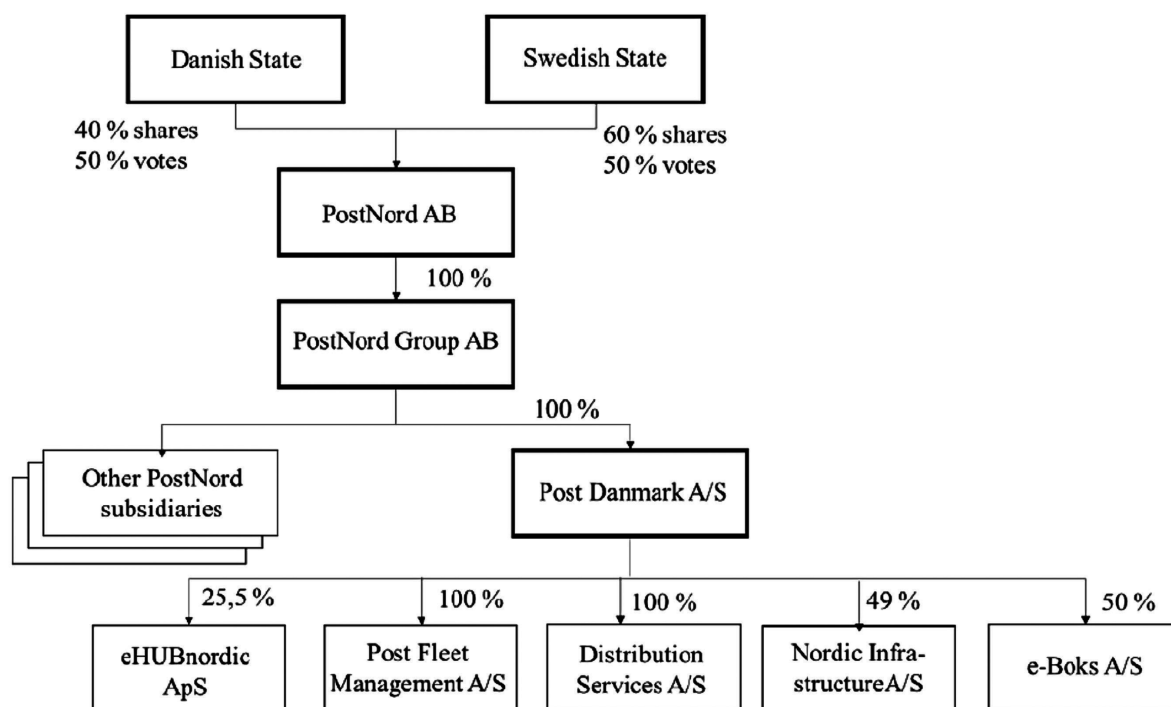 Danish State
Swedish State
40 % shares
50 % votes
60 % shares
50 % votes
PostNord AB
100 %
PostNord Group AB
100 %
Other PostNord
subsidiaries
Post Danmark A/S
25,5 %
100 %
100 %
49 %
50 %
eHUBnordic
ApS
Post Fleet
Management A/S
Distribution
Services A/S
Nordic Infra-
structureA/S
e-Boks A/S